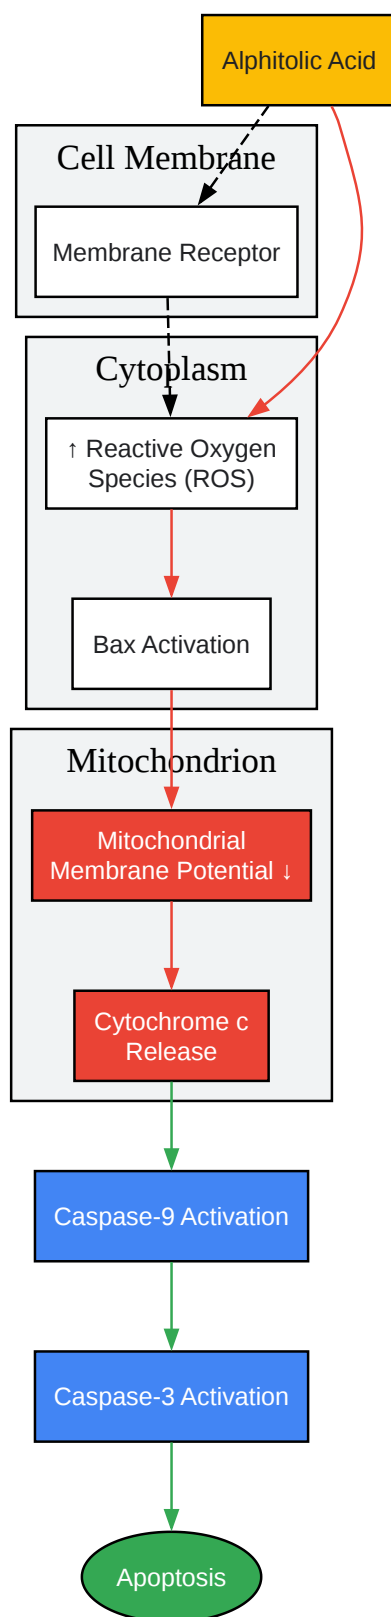 Alphitolic Acid
Cell Membrane
Membrane Receptor
Cytoplasm
↑ Reactive Oxygen
Species (ROS)
Bax Activation
Mitochondrion
Mitochondrial
Membrane Potential ↓
Cytochrome c
Release
Caspase-9 Activation
Caspase-3 Activation
Apoptosis